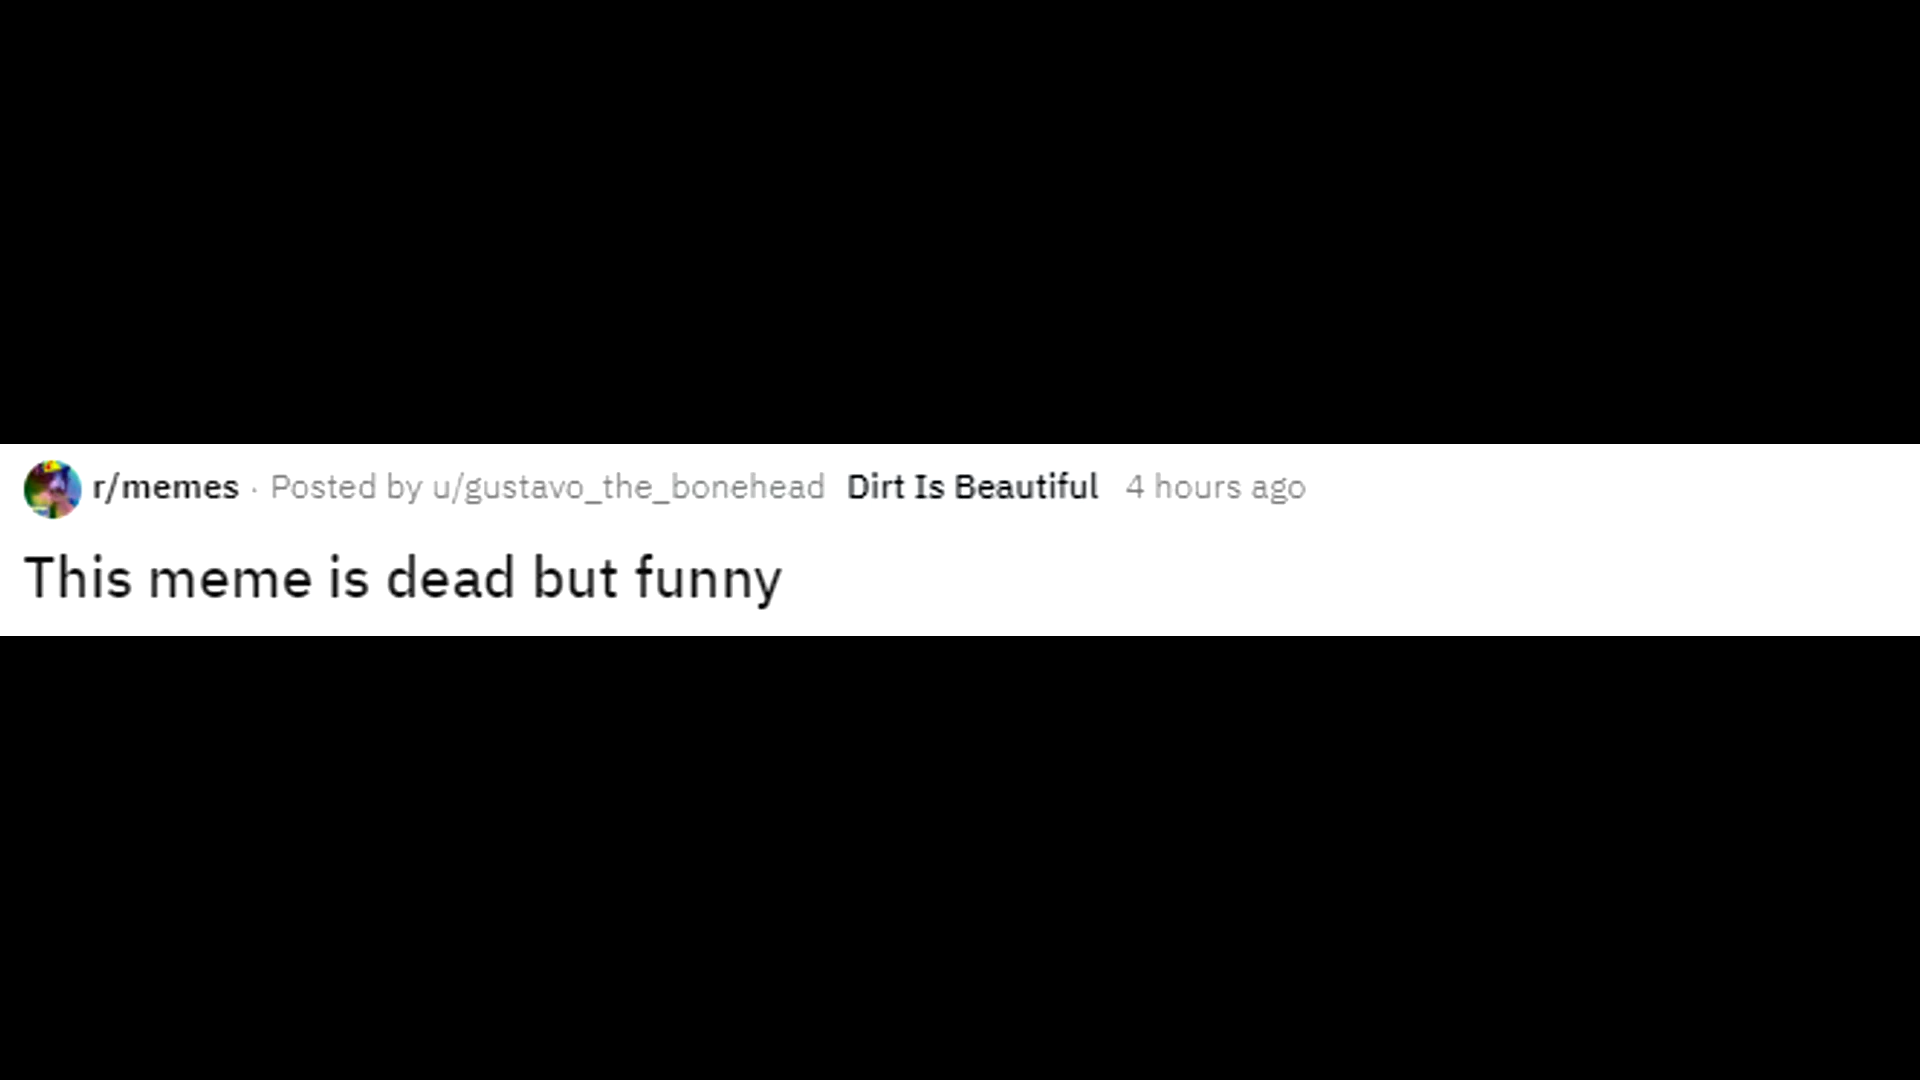 r/memes · Posted by u/gustavo_the_bonehead Dirt Is Beautiful 4 hours ago
This meme is dead but funny